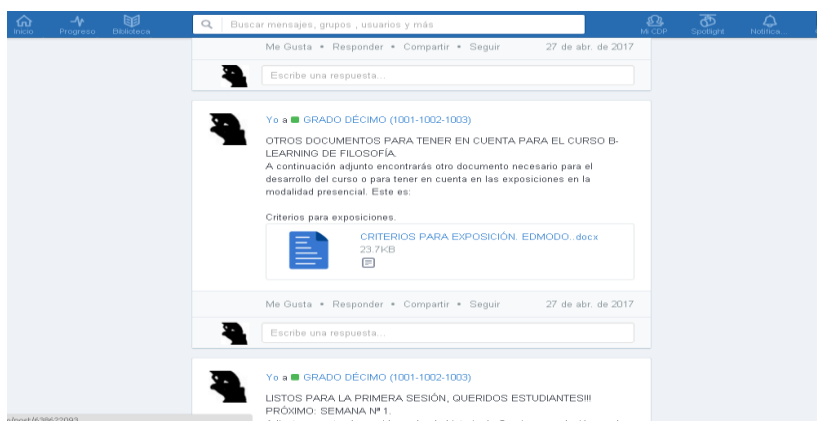 Buscar mensajes, grupos , usuarios y más
Inicio
Progreso
Biblioteca
Mi CDP
Spotlight
Notifica...
Me Gusta • Responder • Compartir • Seguir 27 de abr. de 2017
Escribe una respuesta...
Yo a GRADO DÉCIMO (1001-1002-1003)
OTROS DOCUMENTOS PARA TENER EN CUENTA PARA EL CURSO B-
LEARNING DE FILOSOFÍA.
A continuación adjunto encontrarás otro documento necesario para el
desarrollo del curso o para tener en cuenta en las exposiciones en la
modalidad presencial. Este es:
Criterios para exposiciones.
CRITERIOS PARA EXPOSICIÓN. EDMODO..docx
23.7KB
Me Gusta • Responder • Compartir • Seguir 27 de abr. de 2017
Escribe una respuesta...
Yo a GRADO DÉCIMO (1001-1002-1003)
LISTOS PARA LA PRIMERA SESIÓN, QUERIDOS ESTUDIANTES!!!
PRÓXIMO: SEMANA Nº 1.